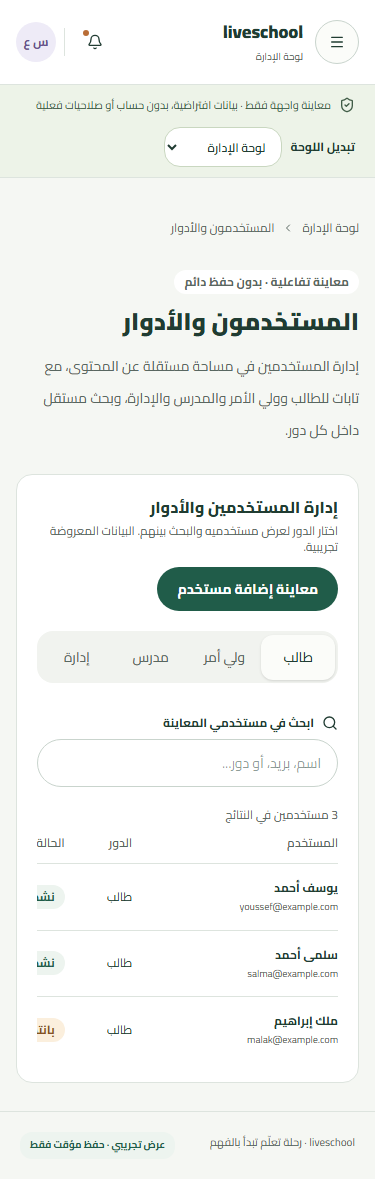 liveschool
لوحة الإدارة
س ع
معاينة واجهة فقط · بيانات افتراضية، بدون حساب أو صلاحيات فعلية
تبديل اللوحة
لوحة الإدارة
لوحة الإدارة › المستخدمون والأدوار
معاينة تفاعلية · بدون حفظ دائم
المستخدمون والأدوار
إدارة المستخدمين في مساحة مستقلة عن المحتوى، مع
تابات للطالب وولي الأمر والمدرس والإدارة، وبحث مستقل
داخل كل دور.
إدارة المستخدمين والأدوار
اختار الدور لعرض مستخدميه والبحث بينهم. البيانات المعروضة
تجريبية.
معاينة إضافة مستخدم
طالب ولي أمر مدرس إدارة
ابحث في مستخدمي المعاينة
اسم، بريد، أو دور...
3 مستخدمين في النتائج
المستخدم الدور الحالة
يوسف أحمد
youssef@example.com
طالب
سلمى أحمد
salma@example.com
طالب
ملك إبراهيم
malak@example.com
طالب
liveschool · رحلة تعلّم تبدأ بالفهم
عرض تجريبي · حفظ مؤقت فقط